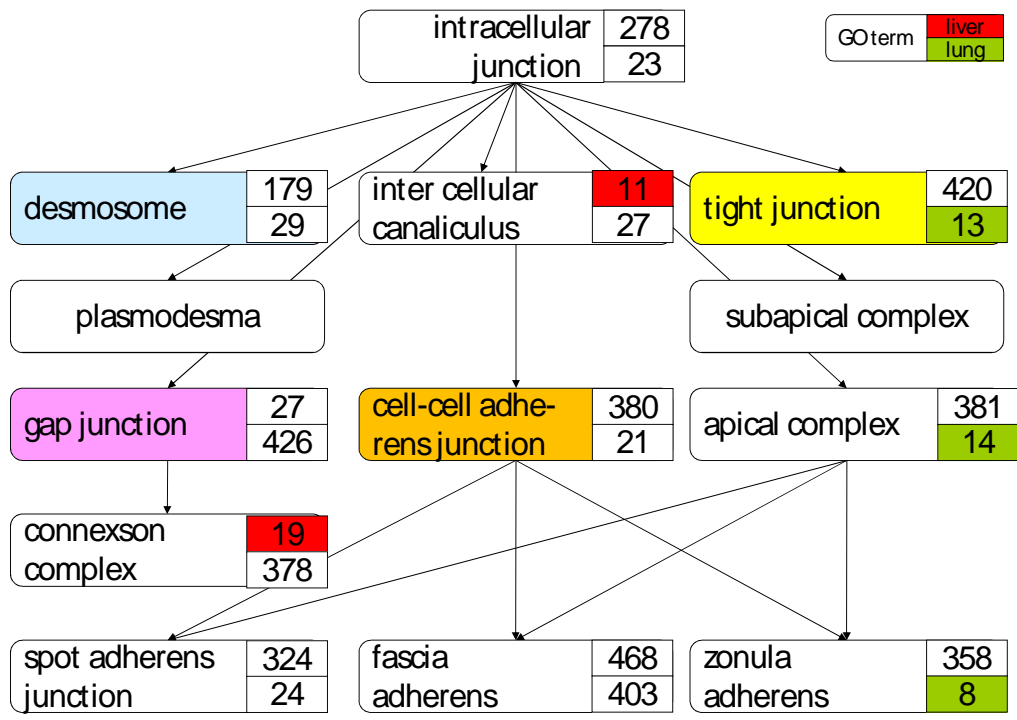 intracellular
junction
278
23
GO term
liver
lung
desmosome
179
29
inter cellular
canaliculus
11
27
tight junction
420
13
plasmodesma
subapical complex
gap junction
27
426
cell-cell adhe-
rens junction
380
21
apical complex
381
14
connexson
complex
19
378
spot adherens
junction
324
24
fascia
adherens
468
403
zonula
adherens
358
8